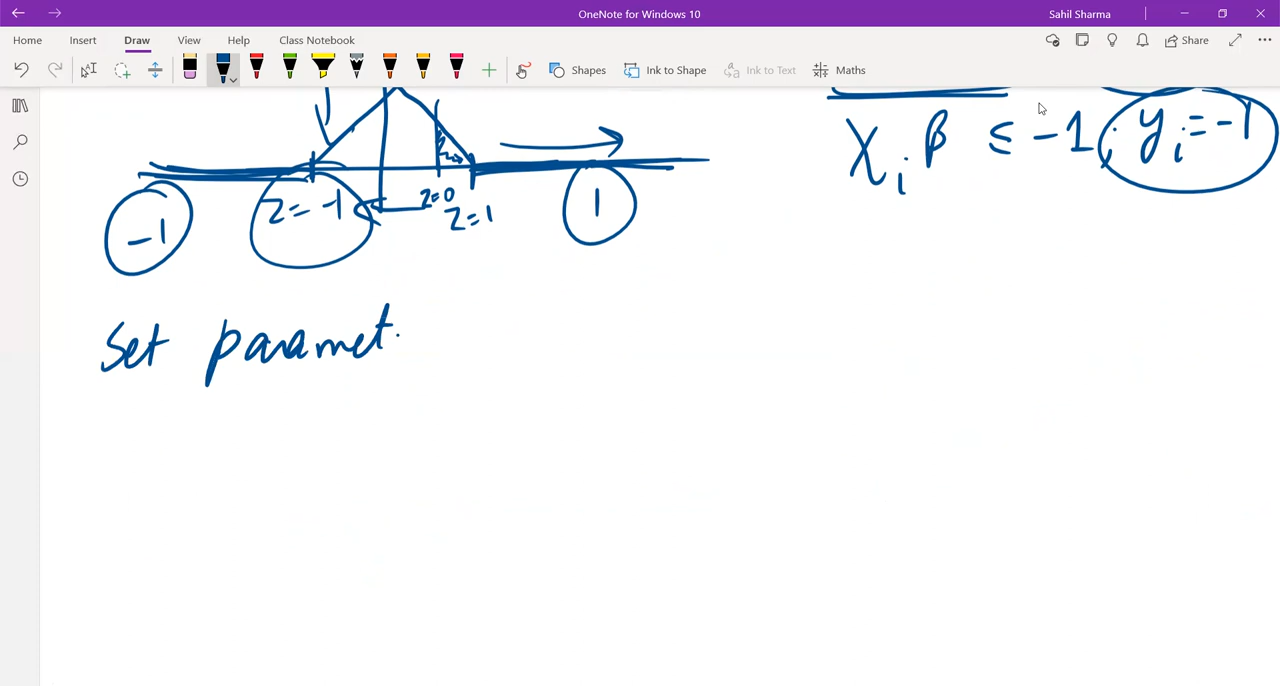 OneNote for Windows 10
Sahil Sharma
Home Insert Draw View Help Class Notebook
Share
Shapes Ink to Shape Ink to Text Maths
Xᵢβ ≤ -1; yᵢ = -1
z=0
-1 z=-1 z=1 1
Set paramet.